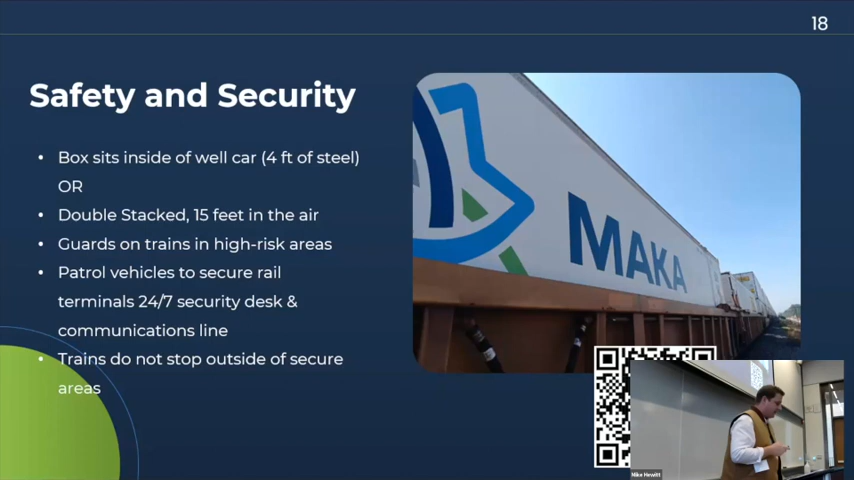 18
Safety and Security
• Box sits inside of well car (4 ft of steel)
OR
• Double Stacked, 15 feet in the air
• Guards on trains in high-risk areas
• Patrol vehicles to secure rail
terminals 24/7 security desk &
communications line
• Trains do not stop outside of secure
areas
MAKA
Mike Hewitt